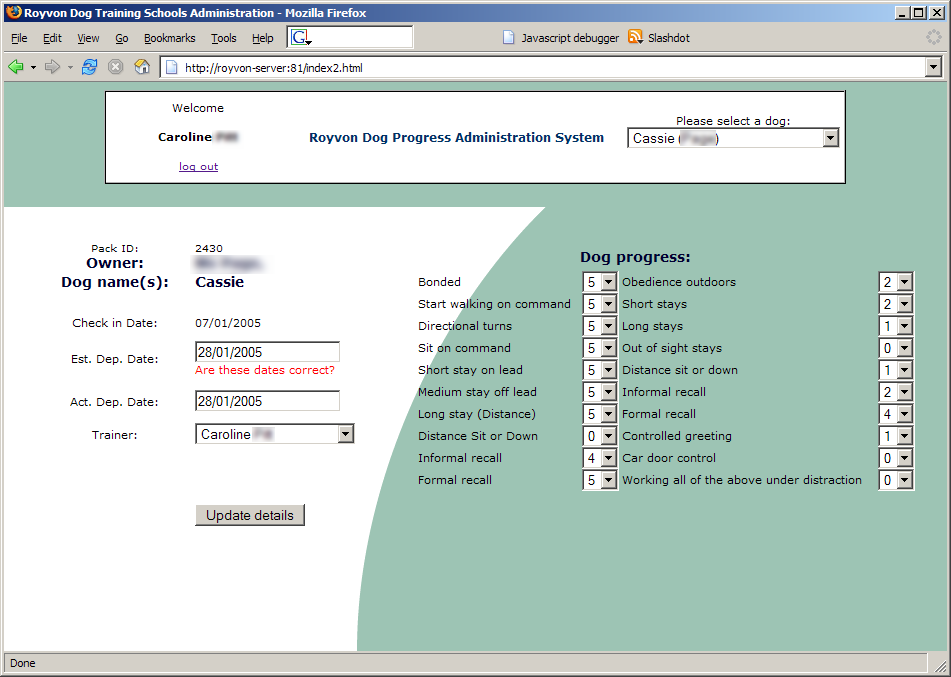 Royvon Dog Training Schools Administration - Mozilla Firefox
File Edit View Go Bookmarks Tools Help G Javascript debugger Slashdot
http://royvon-server:81/index2.html
Welcome
Caroline
log out
Royvon Dog Progress Administration System
Please select a dog:
Cassie ( )
Pack ID: 2430
Owner:
Dog name(s): Cassie
Check in Date: 07/01/2005
Est. Dep. Date: 28/01/2005
Are these dates correct?
Act. Dep. Date: 28/01/2005
Trainer: Caroline
Update details
Dog progress:
Bonded 5 Obedience outdoors 2
Start walking on command 5 Short stays 2
Directional turns 5 Long stays 1
Sit on command 5 Out of sight stays 0
Short stay on lead 5 Distance sit or down 1
Medium stay off lead 5 Informal recall 2
Long stay (Distance) 5 Formal recall 4
Distance Sit or Down 0 Controlled greeting 1
Informal recall 4 Car door control 0
Formal recall 5 Working all of the above under distraction 0
Done